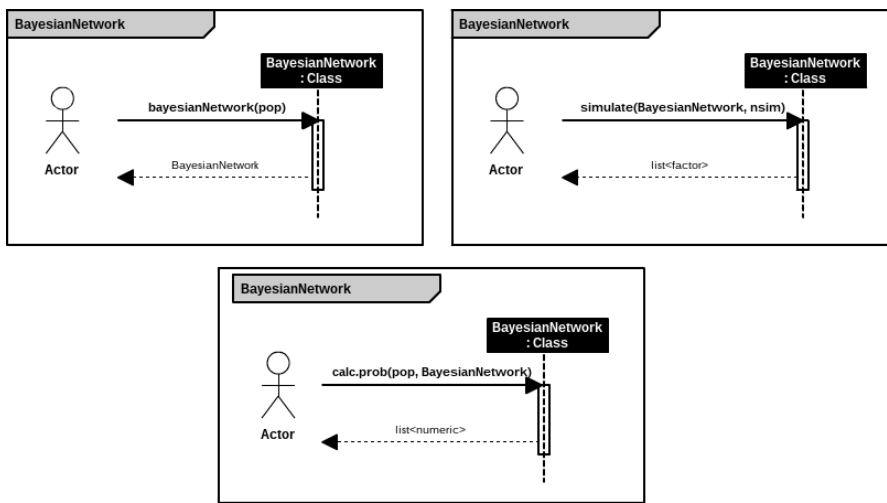 BayesianNetwork
BayesianNetwork
: Class
bayesianNetwork(pop)
BayesianNetwork
Actor
BayesianNetwork
BayesianNetwork
: Class
simulate(BayesianNetwork, nsim)
list<factor>
Actor
BayesianNetwork
BayesianNetwork
: Class
calc.prob(pop, BayesianNetwork)
list<numeric>
Actor